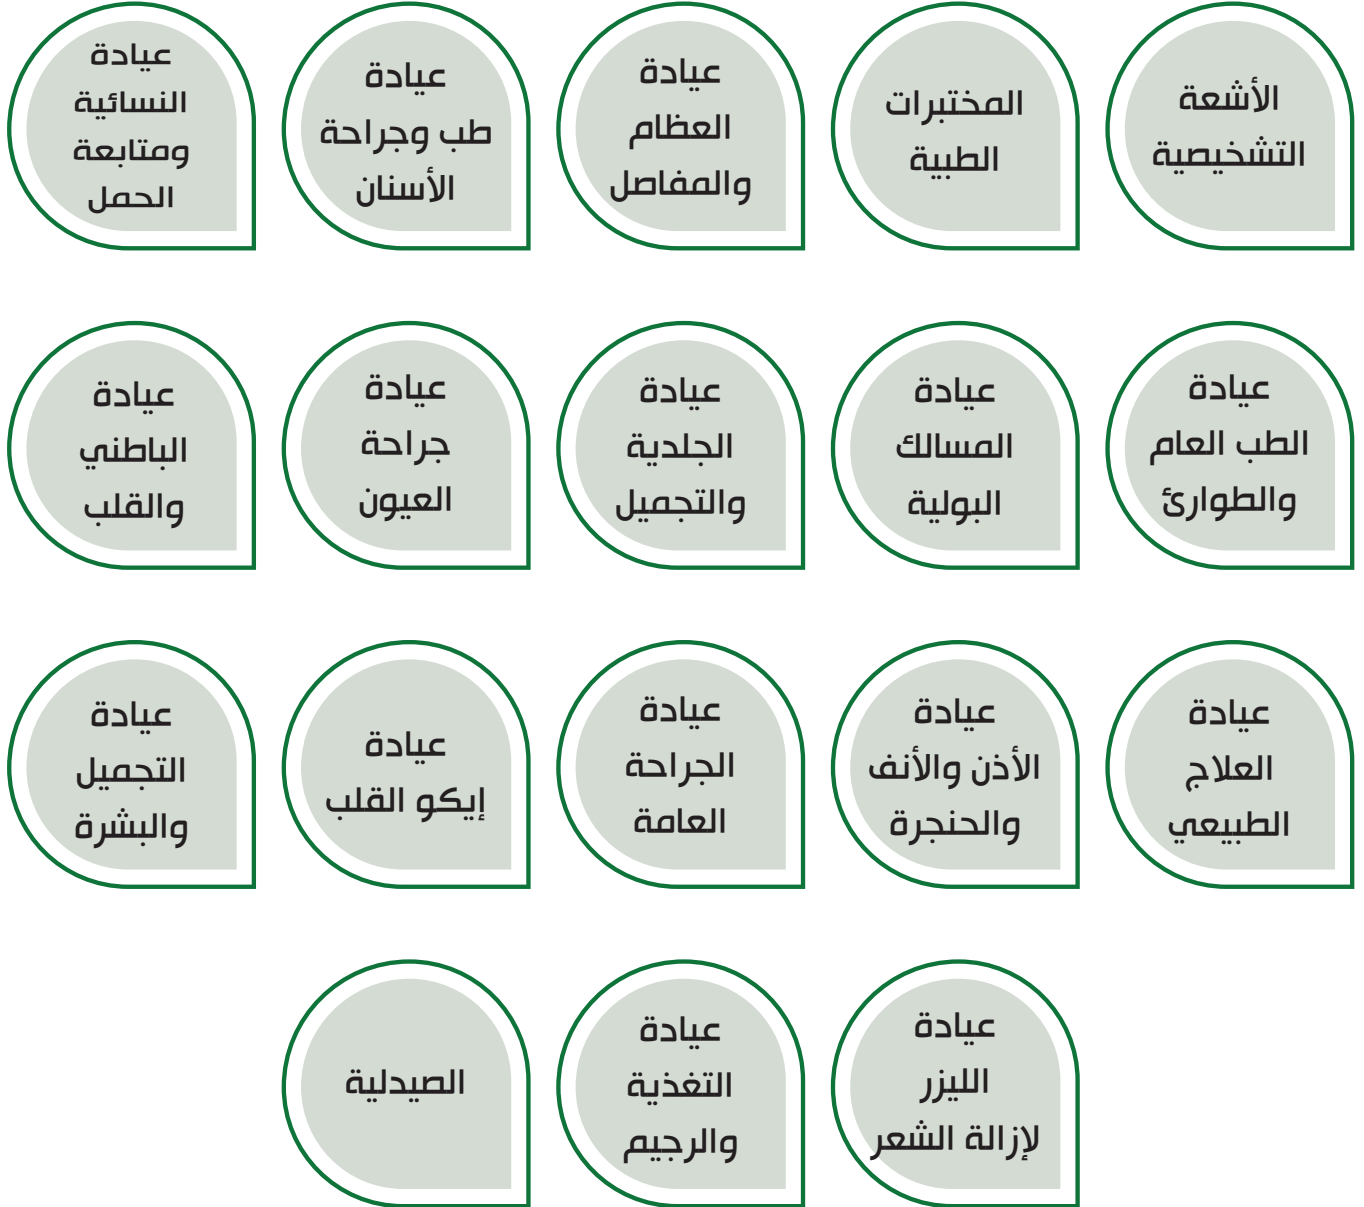 الأشعة
التشخيصية
المختبرات
الطبية
عيادة
العظام
والمفاصل
عيادة
طب وجراحة
الأسنان
عيادة
النسائية
ومتابعة
الحمل
عيادة
الطب العام
والطوارئ
عيادة
المسالك
البولية
عيادة
الجلدية
والتجميل
عيادة
جراحة
العيون
عيادة
الباطني
والقلب
عيادة
العلاج
الطبيعي
عيادة
الأذن والأنف
والحنجرة
عيادة
الجراحة
العامة
عيادة
إيكو القلب
عيادة
التجميل
والبشرة
عيادة
الليزر
لإزالة الشعر
عيادة
التغذية
والرجيم
الصيدلية